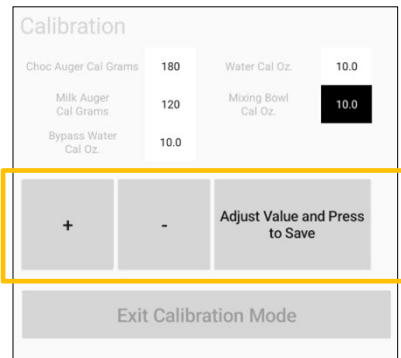 Calibration
Choc Auger Cal Grams 180 Water Cal Oz. 10.0
Milk Auger
Cal Grams
120
Mixing Bowl
Cal Oz.
10.0
Bypass Water
Cal Oz.
10.0
+
-
Adjust Value and Press
to Save
Exit Calibration Mode